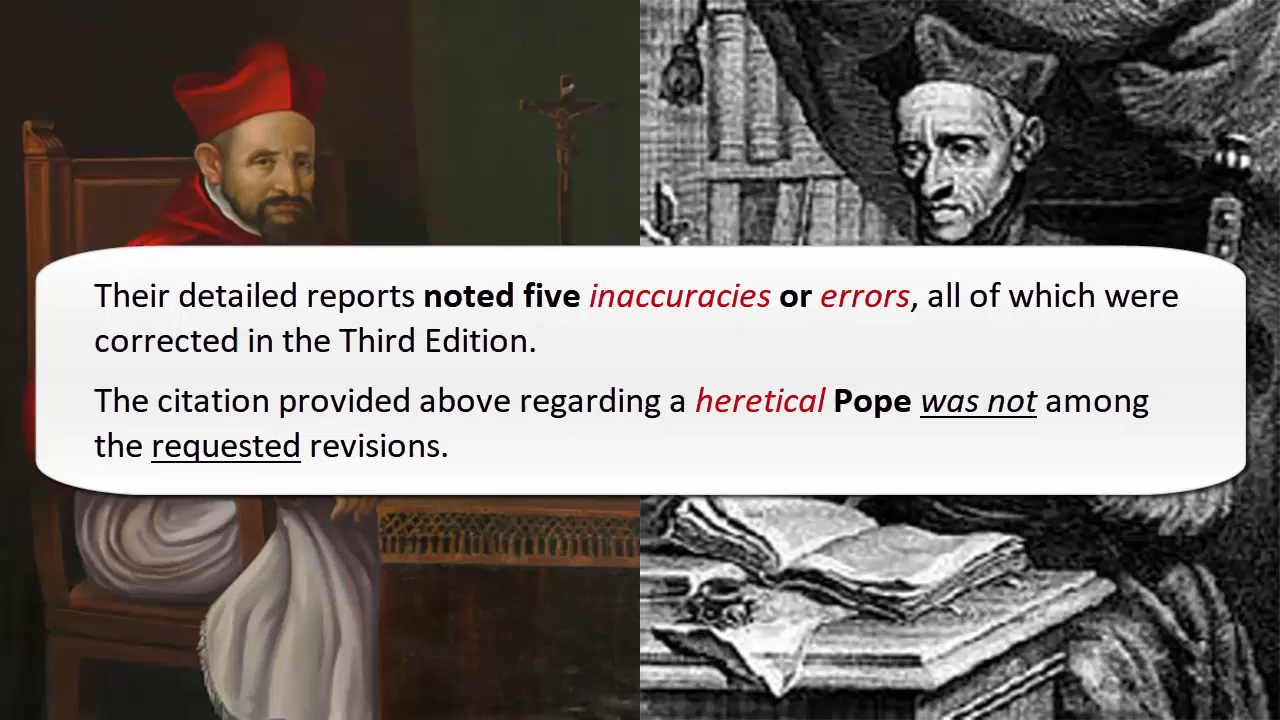 Their detailed reports noted five inaccuracies or errors, all of which were
corrected in the Third Edition.
The citation provided above regarding a heretical Pope was not among
the requested revisions.